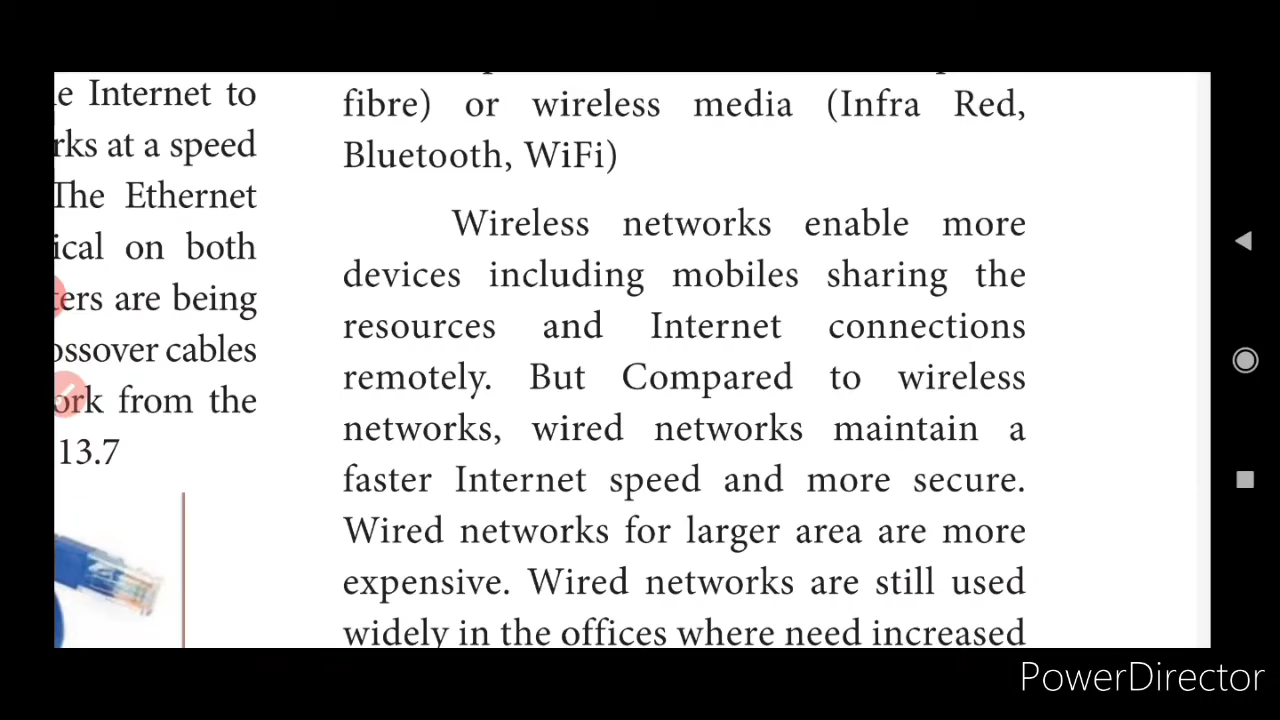 e Internet to
rks at a speed
The Ethernet
ical on both
ters are being
ossover cables
ork from the
13.7
fibre) or wireless media (Infra Red,
Bluetooth, WiFi)
Wireless networks enable more
devices including mobiles sharing the
resources and Internet connections
remotely. But Compared to wireless
networks, wired networks maintain a
faster Internet speed and more secure.
Wired networks for larger area are more
expensive. Wired networks are still used
widely in the offices where need increased
PowerDirector